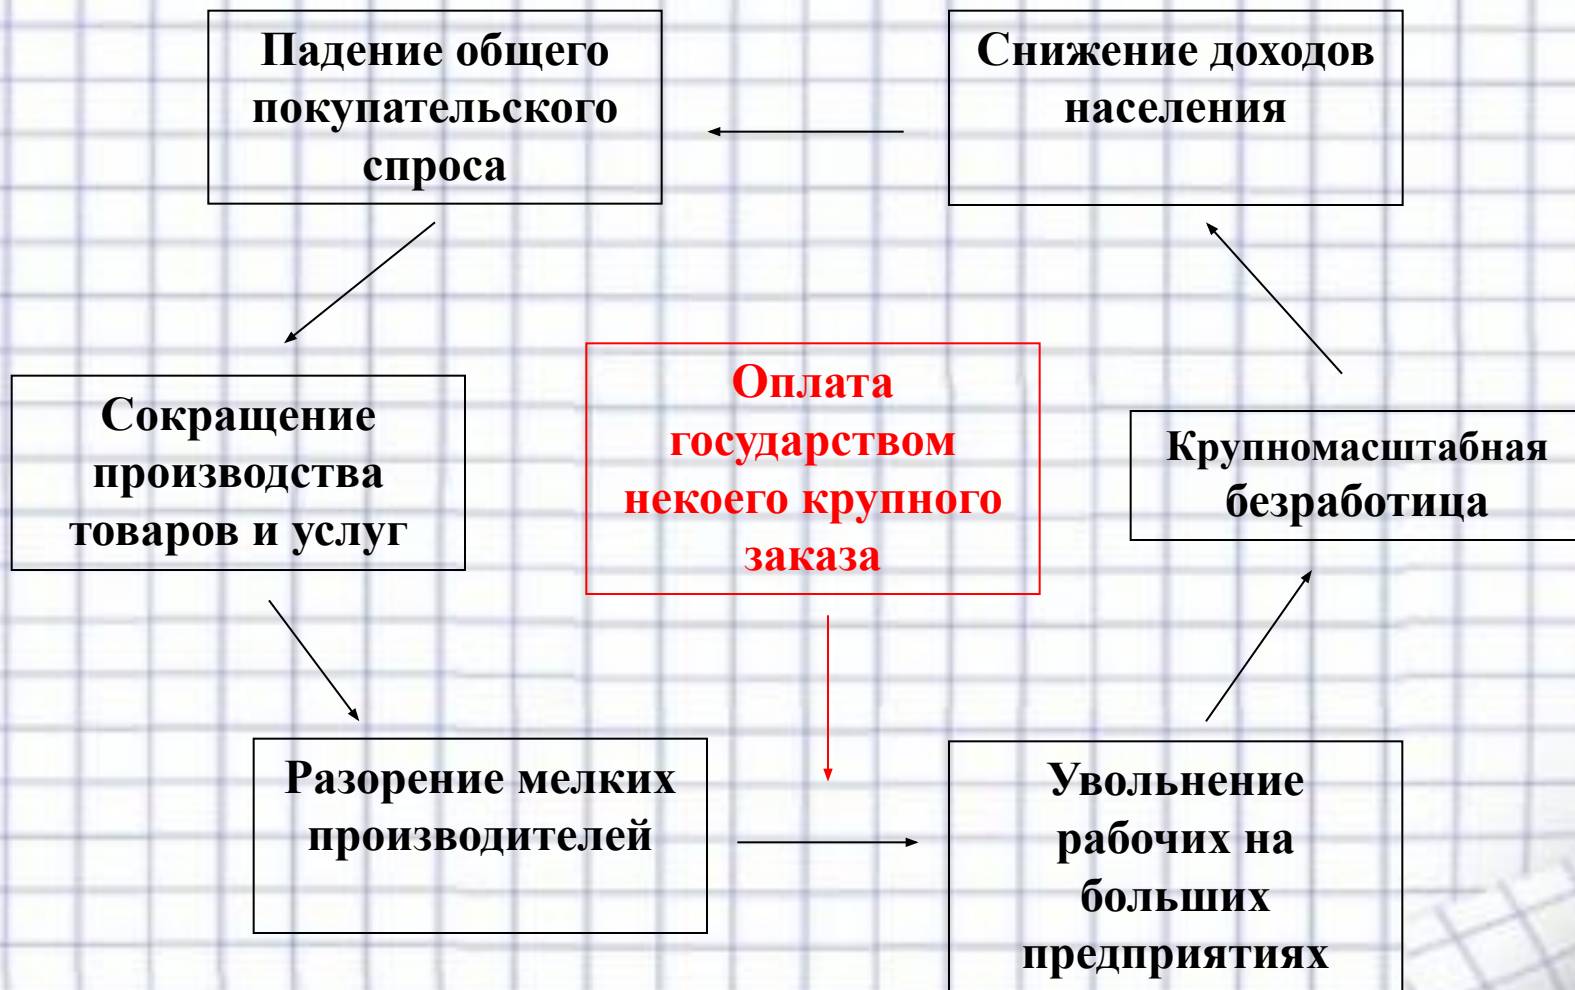 Падение общего
покупательского
спроса
Снижение доходов
населения
Оплата
государством
некоего крупного
заказа
Сокращение
производства
товаров и услуг
Крупномасштабная
безработица
Разорение мелких
производителей
Увольнение
рабочих на
больших
предприятиях